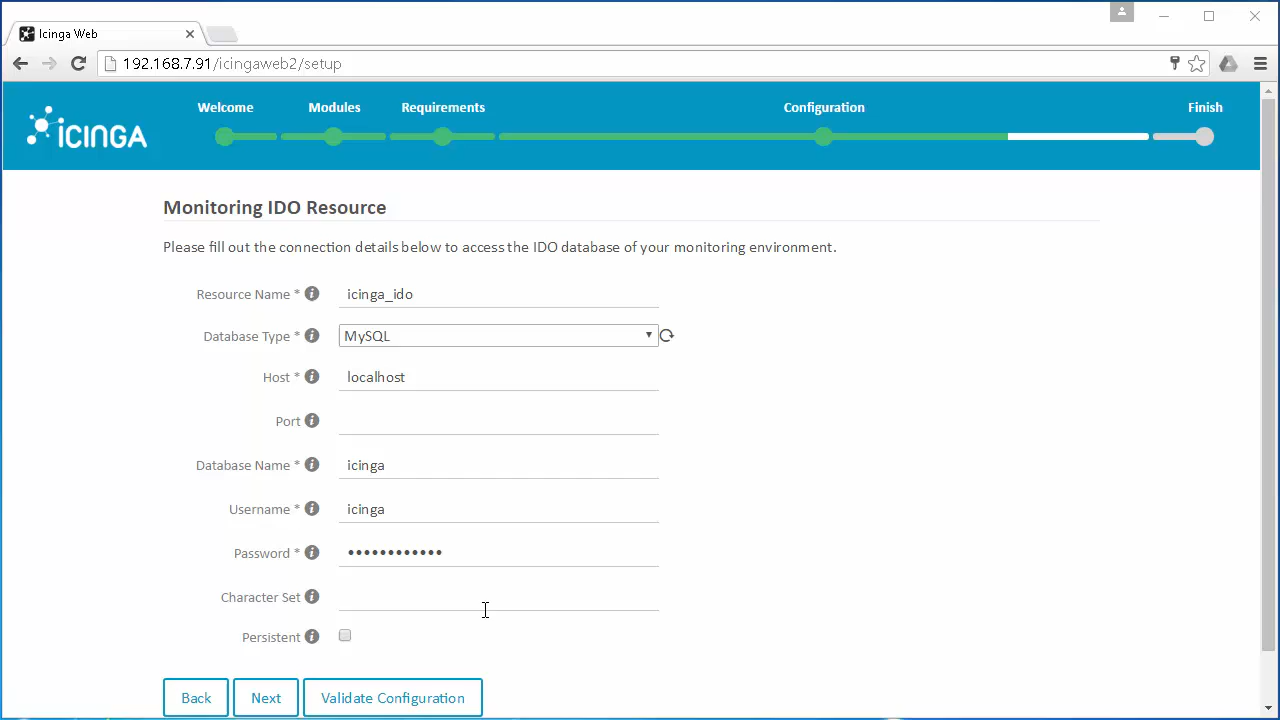 Icinga Web
192.168.7.91/icingaweb2/setup
Welcome Modules Requirements Configuration Finish
ICINGA
Monitoring IDO Resource
Please fill out the connection details below to access the IDO database of your monitoring environment.
Resource Name * icinga_ido
Database Type * MySQL
Host * localhost
Port
Database Name * icinga
Username * icinga
Password * ••••••••••••
Character Set
Persistent
Back Next Validate Configuration